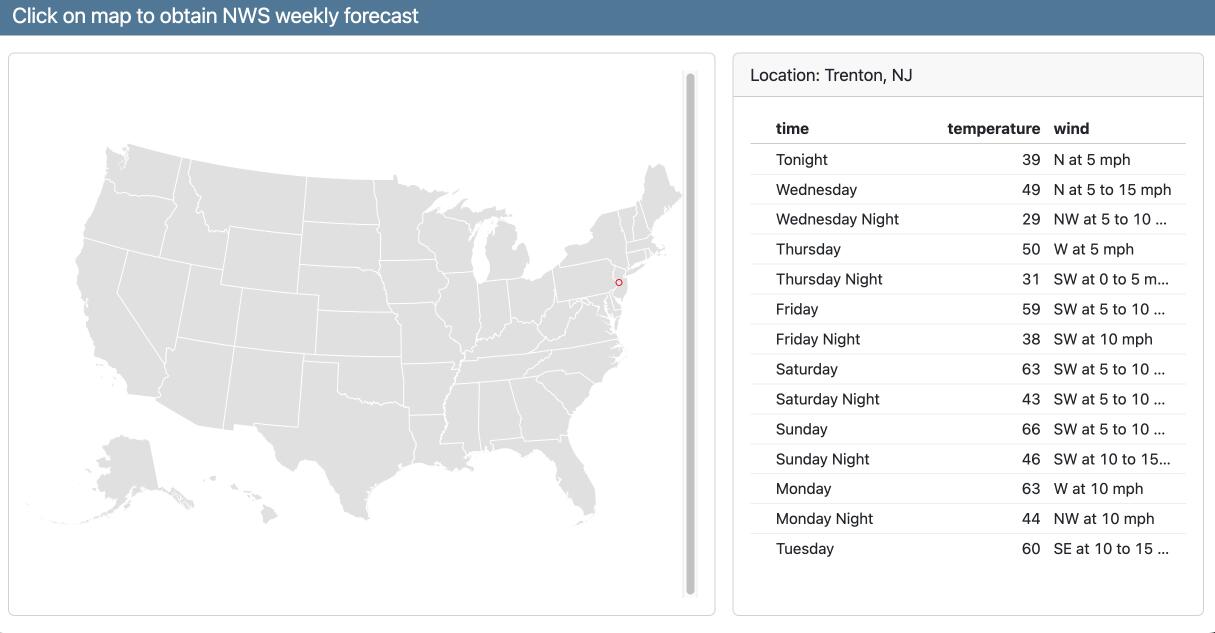 Click on map to obtain NWS weekly forecast
Location: Trenton, NJ
time temperature wind
Tonight 39 N at 5 mph
Wednesday 49 N at 5 to 15 mph
Wednesday Night 29 NW at 5 to 10 ...
Thursday 50 W at 5 mph
Thursday Night 31 SW at 0 to 5 m...
Friday 59 SW at 5 to 10 ...
Friday Night 38 SW at 10 mph
Saturday 63 SW at 5 to 10 ...
Saturday Night 43 SW at 5 to 10 ...
Sunday 66 SW at 5 to 10 ...
Sunday Night 46 SW at 10 to 15...
Monday 63 W at 10 mph
Monday Night 44 NW at 10 mph
Tuesday 60 SE at 10 to 15 ...